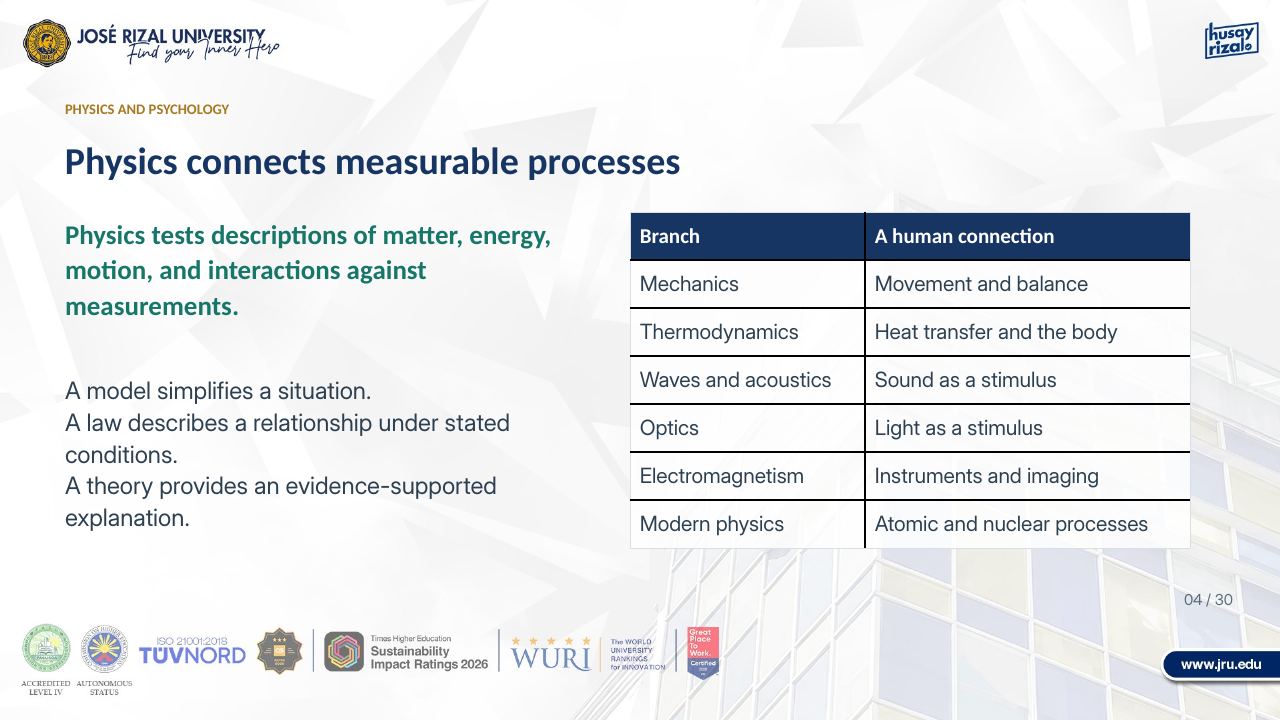 JOSÉ RIZAL UNIVERSITY
Find your Inner Hero
husay
rizal
PHYSICS AND PSYCHOLOGY
Physics connects measurable processes
Physics tests descriptions of matter, energy,
motion, and interactions against
measurements.
A model simplifies a situation.
A law describes a relationship under stated
conditions.
A theory provides an evidence-supported
explanation.
Branch A human connection
Mechanics Movement and balance
Thermodynamics Heat transfer and the body
Waves and acoustics Sound as a stimulus
Optics Light as a stimulus
Electromagnetism Instruments and imaging
Modern physics Atomic and nuclear processes
04 / 30
ACCREDITED
LEVEL IV
AUTONOMOUS
STATUS
ISO 21001:2018
TÜVNORD
Times Higher Education
Sustainability
Impact Ratings 2026
WURI
The WORLD
UNIVERSITY
RANKINGS
for INNOVATION
Great
Place
To
Work.
Certified
www.jru.edu